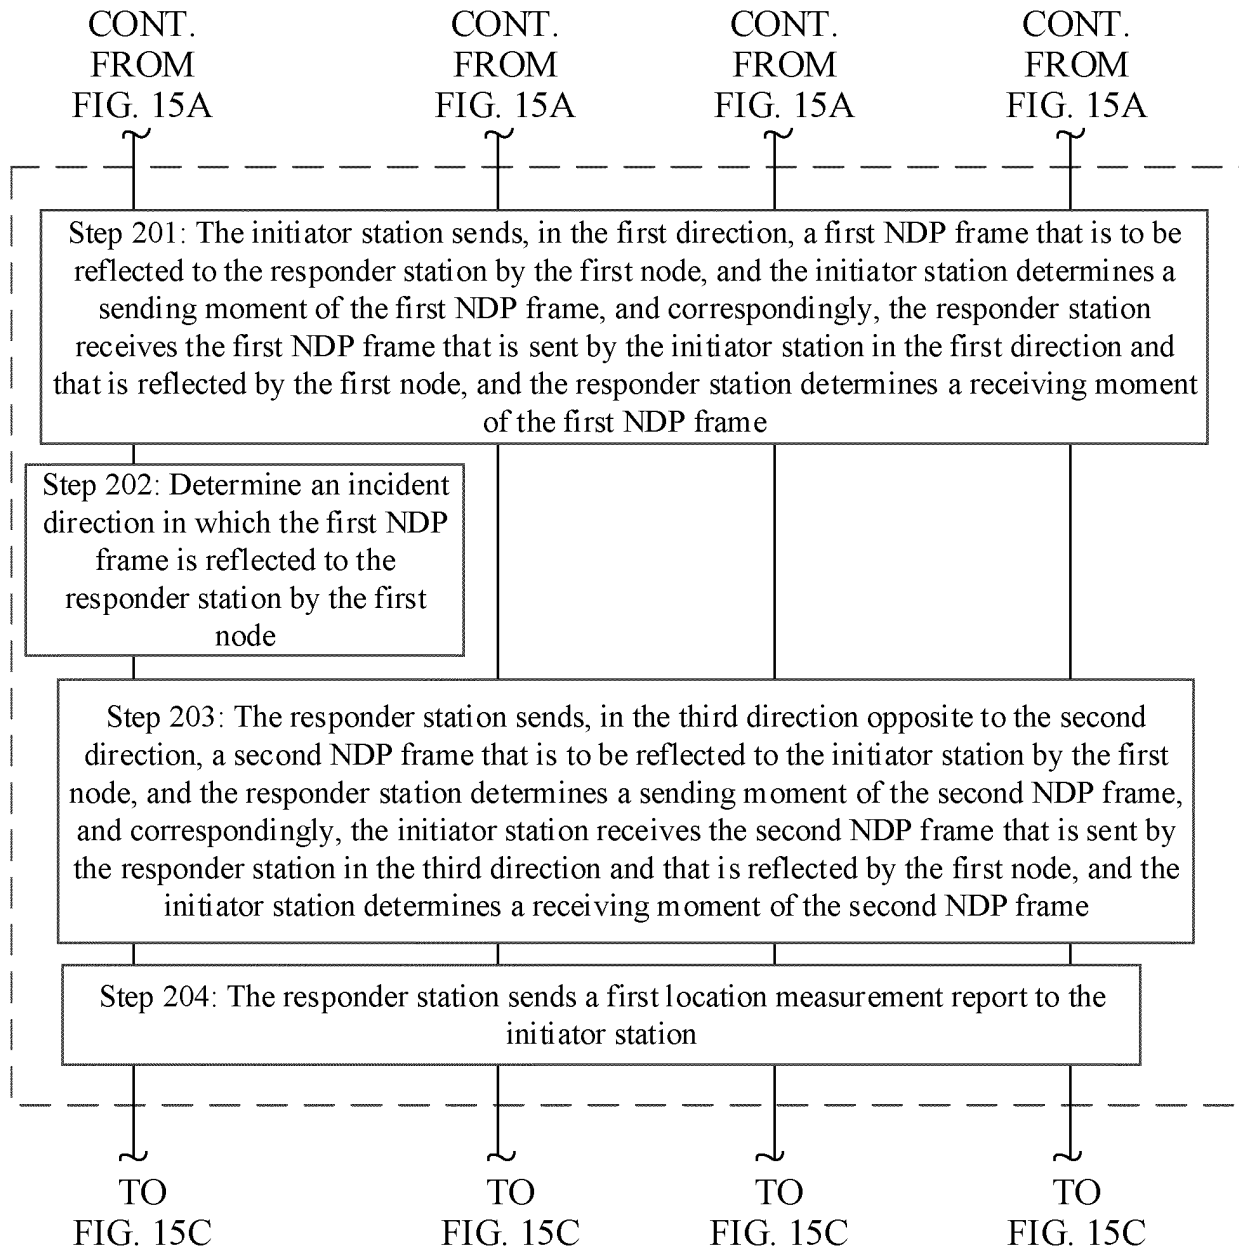 CONT. FROM FIG. 15A
CONT. FROM FIG. 15A
CONT. FROM FIG. 15A
CONT. FROM FIG. 15A
Step 201: The initiator station sends, in the first direction, a first NDP frame that is to be
reflected to the responder station by the first node, and the initiator station determines a
sending moment of the first NDP frame, and correspondingly, the responder station
receives the first NDP frame that is sent by the initiator station in the first direction and
that is reflected by the first node, and the responder station determines a receiving moment
of the first NDP frame
Step 202: Determine an incident
direction in which the first NDP
frame is reflected to the
responder station by the first
node
Step 203: The responder station sends, in the third direction opposite to the second
direction, a second NDP frame that is to be reflected to the initiator station by the first
node, and the responder station determines a sending moment of the second NDP frame,
and correspondingly, the initiator station receives the second NDP frame that is sent by
the responder station in the third direction and that is reflected by the first node, and the
initiator station determines a receiving moment of the second NDP frame
Step 204: The responder station sends a first location measurement report to the
initiator station
TO FIG. 15C
TO FIG. 15C
TO FIG. 15C
TO FIG. 15C